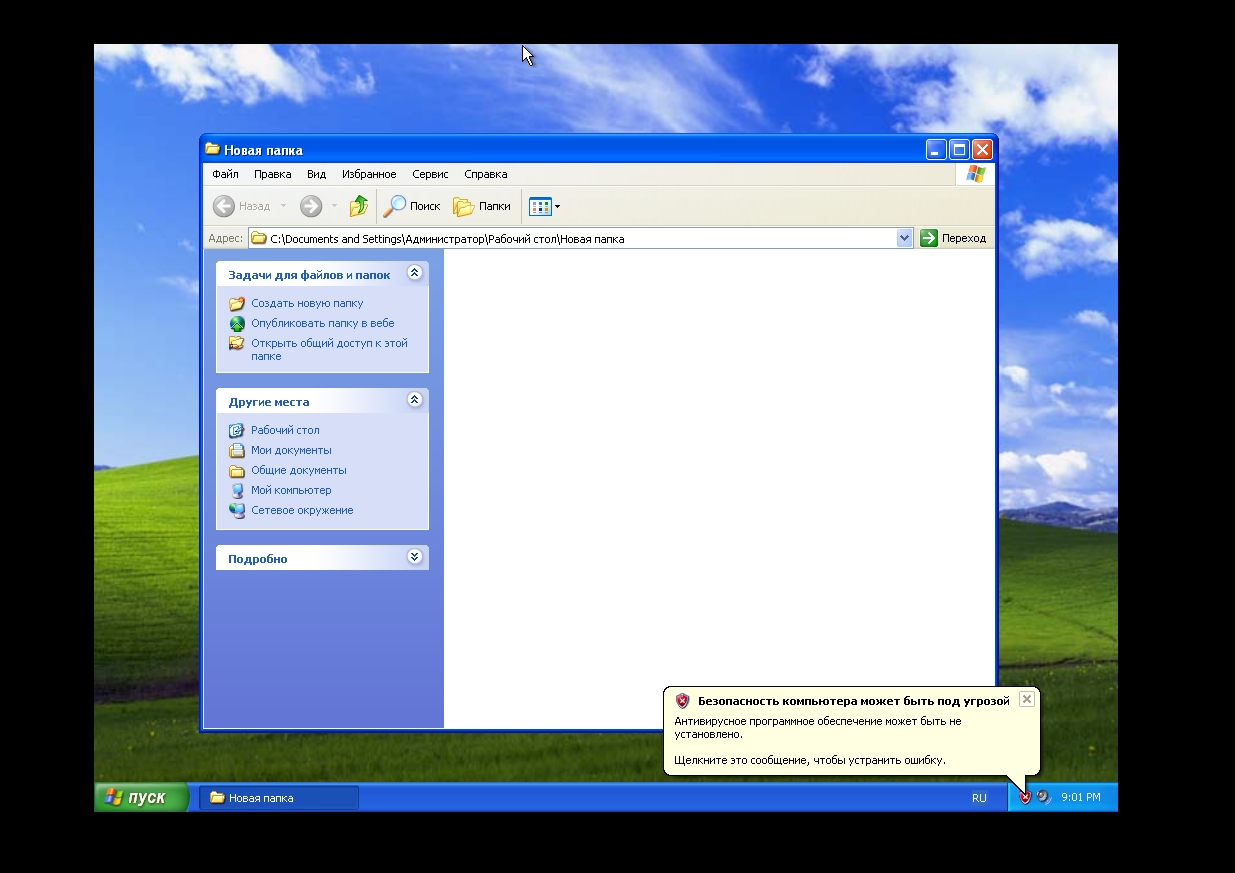 Новая папка
Файл Правка Вид Избранное Сервис Справка
Назад Поиск Папки
Адрес: C:\Documents and Settings\Администратор\Рабочий стол\Новая папка Переход
Задачи для файлов и папок
Создать новую папку
Опубликовать папку в вебе
Открыть общий доступ к этой
папке
Другие места
Рабочий стол
Мои документы
Общие документы
Мой компьютер
Сетевое окружение
Подробно
Безопасность компьютера может быть под угрозой
Антивирусное программное обеспечение может быть не
установлено.
Щелкните это сообщение, чтобы устранить ошибку.
пуск Новая папка RU 9:01 PM